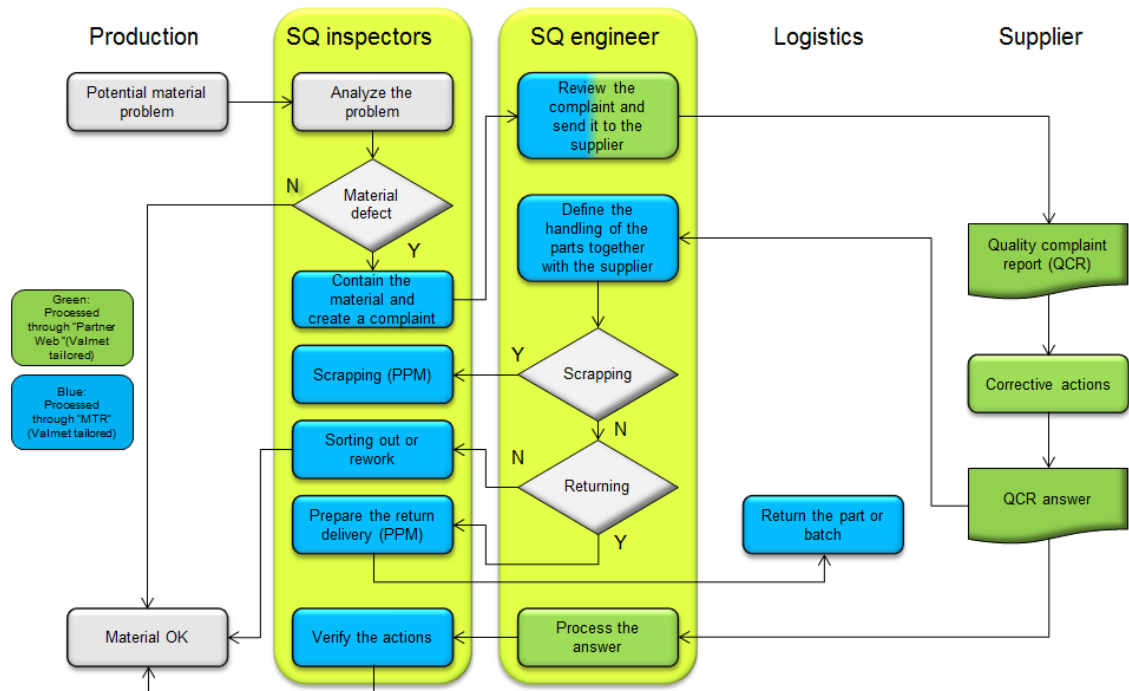 Production
SQ inspectors
SQ engineer
Logistics
Supplier
Potential material
problem
Analyze the
problem
Review the
complaint and
send it to the
supplier
N
Material
defect
Y
Define the
handling of the
parts together
with the supplier
Quality complaint
report (QCR)
Contain the
material and
create a complaint
Green:
Processed
through "Partner
Web "(Valmet
tailored)
Y
Scrapping (PPM)
Scrapping
Corrective actions
Blue:
Processed
through "MTR"
(Valmet tailored)
N
Sorting out or
rework
N
Returning
QCR answer
Prepare the return
delivery (PPM)
Y
Return the part or
batch
Material OK
Verify the actions
Process the
answer